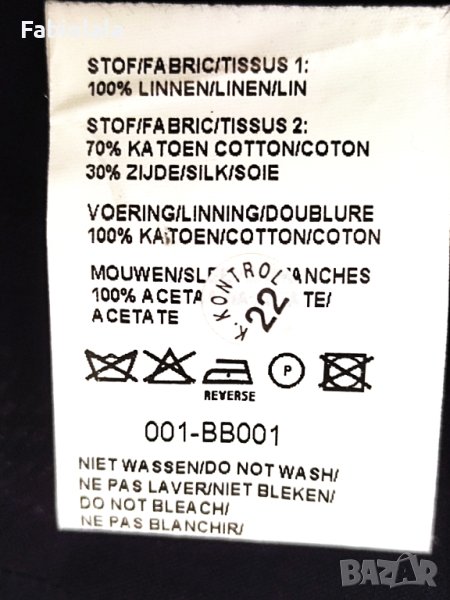 Fabiolala
STOF/FABRIC/TISSUS 1:
100% LINNEN/LINEN/LIN
STOF/FABRIC/TISSUS 2:
70% KATOEN COTTON/COTON
30% ZIJDE/SILK/SOIE
VOERING/LINNING/DOUBLURE
100% KATOEN/COTTON/COTON
MOUWEN/SLE ANCHES
100% ACETA TE/
ACETATE
K. KONTROL
22
P
REVERSE
001-BB001
NIET WASSEN/DO NOT WASH/
NE PAS LAVER/NIET BLEKEN/
DO NOT BLEACH/
NE PAS BLANCHIR/
BAZAR